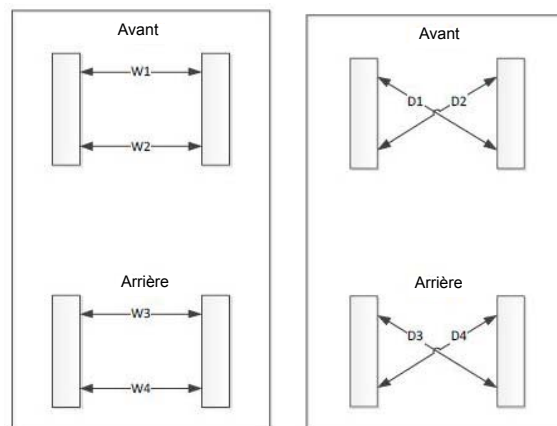 Avant
W1
W2
Arrière
W3
W4
Avant
D1 D2
Arrière
D3 D4